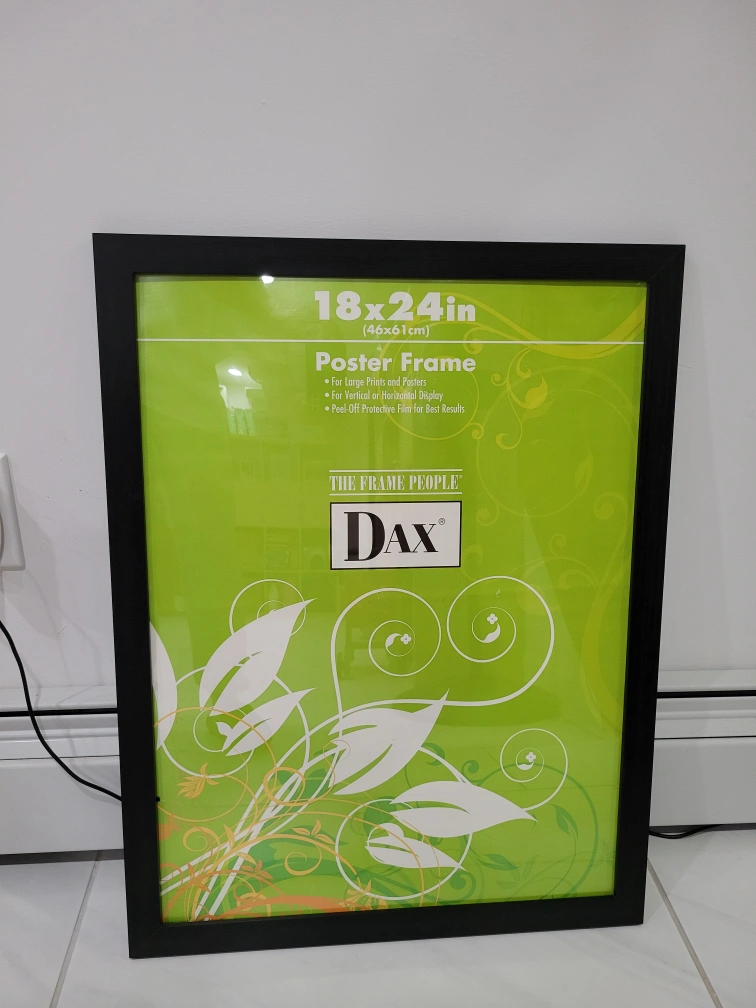 18x24in
(46x61cm)
Poster Frame
• For Large Prints and Posters
• For Vertical or Horizontal Display
• Peel-Off Protective Film for Best Results
THE FRAME PEOPLE®
DAX®